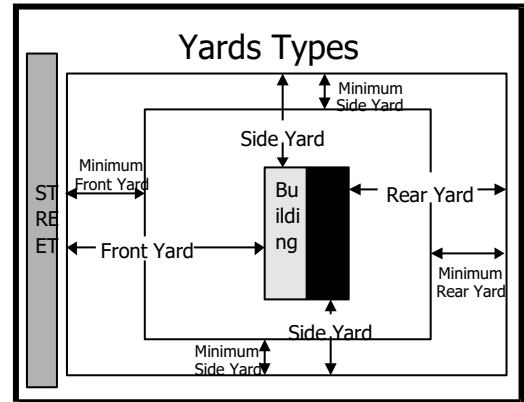 Yards Types
Minimum
Side Yard
Side Yard
Minimum
Front Yard
ST
RE
ET
Bu
ildi
ng
Rear Yard
Front Yard
Minimum
Rear Yard
Side Yard
Minimum
Side Yard